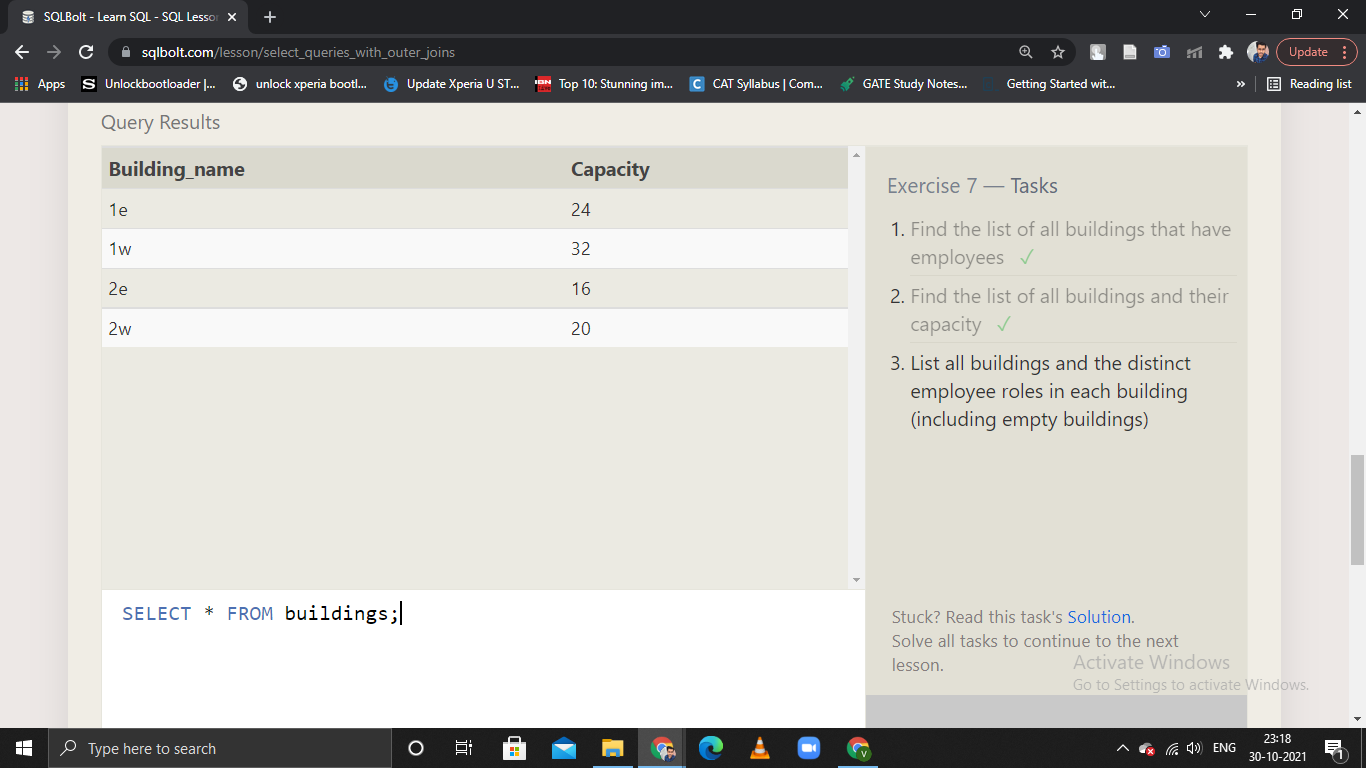 SQLBolt - Learn SQL - SQL Lesson
sqlbolt.com/lesson/select_queries_with_outer_joins
Update
Apps
Unlockbootloader |...
unlock xperia bootl...
Update Xperia U ST...
Top 10: Stunning im...
CAT Syllabus | Com...
GATE Study Notes...
Getting Started wit...
»
Reading list
Query Results
Building_name Capacity
1e 24
1w 32
2e 16
2w 20
SELECT * FROM buildings;
Exercise 7 — Tasks
1. Find the list of all buildings that have
employees ✓
2. Find the list of all buildings and their
capacity ✓
3. List all buildings and the distinct
employee roles in each building
(including empty buildings)
Stuck? Read this task's Solution.
Solve all tasks to continue to the next
lesson.
Activate Windows
Go to Settings to activate Windows.
Type here to search
ENG
23:18
30-10-2021
1